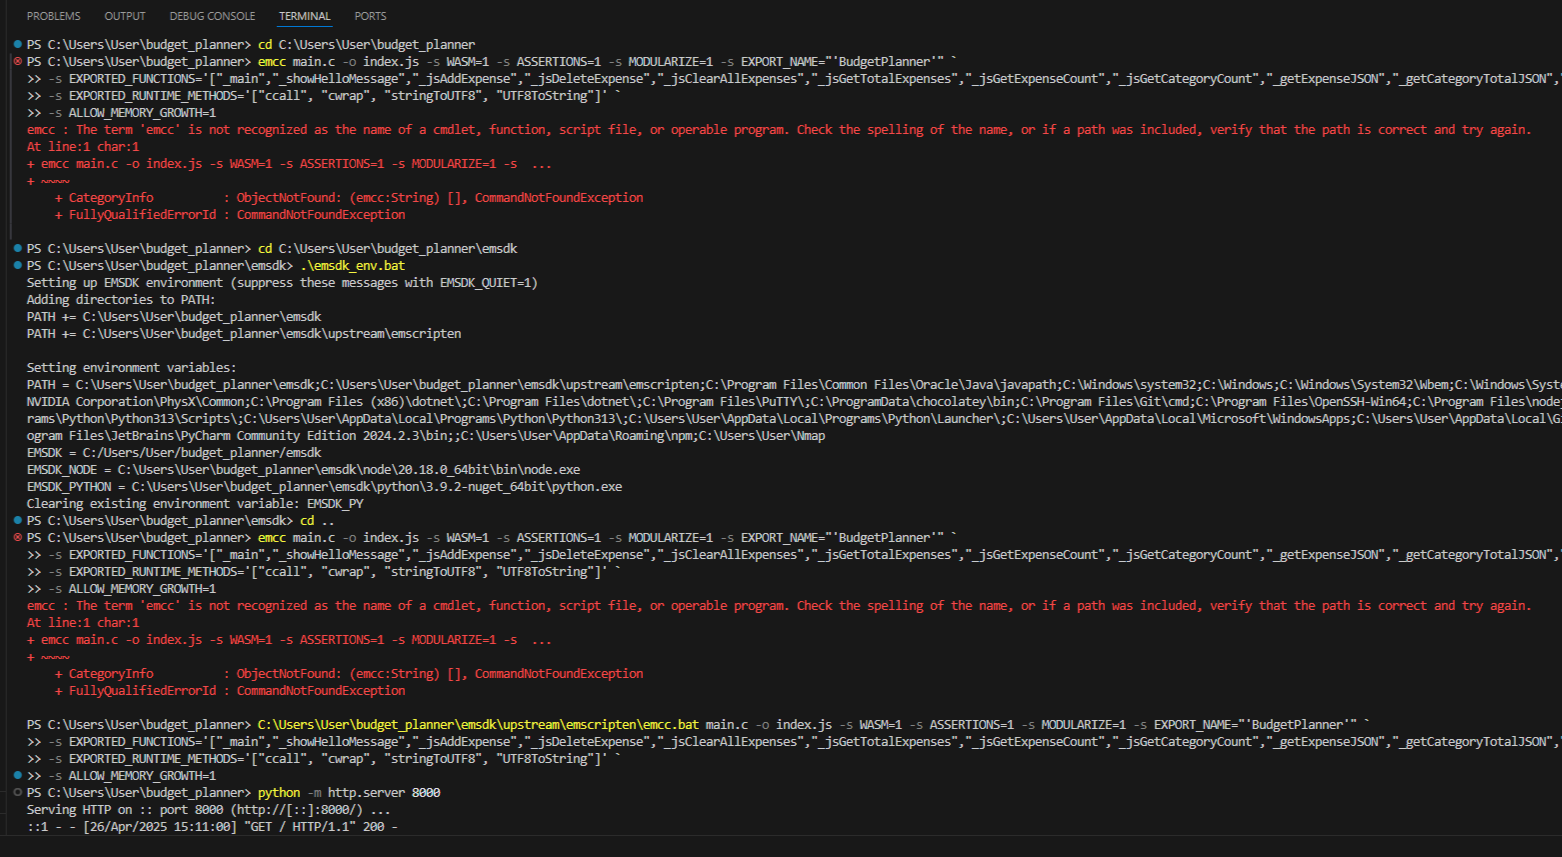 PROBLEMS OUTPUT DEBUG CONSOLE TERMINAL PORTS
PS C:\Users\User\budget_planner> cd C:\Users\User\budget_planner
PS C:\Users\User\budget_planner> emcc main.c -o index.js -s WASM=1 -s ASSERTIONS=1 -s MODULARIZE=1 -s EXPORT_NAME="'BudgetPlanner'" `
>> -s EXPORTED_FUNCTIONS='["_main","_showHelloMessage","_jsAddExpense","_jsDeleteExpense","_jsClearAllExpenses","_jsGetTotalExpenses","_jsGetExpenseCount","_jsGetCategoryCount","_getExpenseJSON","_getCategoryTotalJSON",
>> -s EXPORTED_RUNTIME_METHODS='["ccall", "cwrap", "stringToUTF8", "UTF8ToString"]' `
>> -s ALLOW_MEMORY_GROWTH=1
emcc : The term 'emcc' is not recognized as the name of a cmdlet, function, script file, or operable program. Check the spelling of the name, or if a path was included, verify that the path is correct and try again.
At line:1 char:1
+ emcc main.c -o index.js -s WASM=1 -s ASSERTIONS=1 -s MODULARIZE=1 -s ...
+ ~~~~
+ CategoryInfo : ObjectNotFound: (emcc:String) [], CommandNotFoundException
+ FullyQualifiedErrorId : CommandNotFoundException
PS C:\Users\User\budget_planner> cd C:\Users\User\budget_planner\emsdk
PS C:\Users\User\budget_planner\emsdk> .\emsdk_env.bat
Setting up EMSDK environment (suppress these messages with EMSDK_QUIET=1)
Adding directories to PATH:
PATH += C:\Users\User\budget_planner\emsdk
PATH += C:\Users\User\budget_planner\emsdk\upstream\emscripten
Setting environment variables:
PATH = C:\Users\User\budget_planner\emsdk;C:\Users\User\budget_planner\emsdk\upstream\emscripten;C:\Program Files\Common Files\Oracle\Java\javapath;C:\Windows\system32;C:\Windows;C:\Windows\System32\Wbem;C:\Windows\Syst
NVIDIA Corporation\PhysX\Common;C:\Program Files (x86)\dotnet\;C:\Program Files\dotnet\;C:\Program Files\PuTTY\;C:\ProgramData\chocolatey\bin;C:\Program Files\Git\cmd;C:\Program Files\OpenSSH-Win64;C:\Program Files\nodej
rams\Python\Python313\Scripts\;C:\Users\User\AppData\Local\Programs\Python\Python313\;C:\Users\User\AppData\Local\Programs\Python\Launcher\;C:\Users\User\AppData\Local\Microsoft\WindowsApps;C:\Users\User\AppData\Local\Gi
ogram Files\JetBrains\PyCharm Community Edition 2024.2.3\bin;;C:\Users\User\AppData\Roaming\npm;C:\Users\User\Nmap
EMSDK = C:/Users/User/budget_planner/emsdk
EMSDK_NODE = C:\Users\User\budget_planner\emsdk\node\20.18.0_64bit\bin\node.exe
EMSDK_PYTHON = C:\Users\User\budget_planner\emsdk\python\3.9.2-nuget_64bit\python.exe
Clearing existing environment variable: EMSDK_PY
PS C:\Users\User\budget_planner\emsdk> cd ..
PS C:\Users\User\budget_planner> emcc main.c -o index.js -s WASM=1 -s ASSERTIONS=1 -s MODULARIZE=1 -s EXPORT_NAME="'BudgetPlanner'" `
>> -s EXPORTED_FUNCTIONS='["_main","_showHelloMessage","_jsAddExpense","_jsDeleteExpense","_jsClearAllExpenses","_jsGetTotalExpenses","_jsGetExpenseCount","_jsGetCategoryCount","_getExpenseJSON","_getCategoryTotalJSON",
>> -s EXPORTED_RUNTIME_METHODS='["ccall", "cwrap", "stringToUTF8", "UTF8ToString"]' `
>> -s ALLOW_MEMORY_GROWTH=1
emcc : The term 'emcc' is not recognized as the name of a cmdlet, function, script file, or operable program. Check the spelling of the name, or if a path was included, verify that the path is correct and try again.
At line:1 char:1
+ emcc main.c -o index.js -s WASM=1 -s ASSERTIONS=1 -s MODULARIZE=1 -s ...
+ ~~~~
+ CategoryInfo : ObjectNotFound: (emcc:String) [], CommandNotFoundException
+ FullyQualifiedErrorId : CommandNotFoundException
PS C:\Users\User\budget_planner> C:\Users\User\budget_planner\emsdk\upstream\emscripten\emcc.bat main.c -o index.js -s WASM=1 -s ASSERTIONS=1 -s MODULARIZE=1 -s EXPORT_NAME="'BudgetPlanner'" `
>> -s EXPORTED_FUNCTIONS='["_main","_showHelloMessage","_jsAddExpense","_jsDeleteExpense","_jsClearAllExpenses","_jsGetTotalExpenses","_jsGetExpenseCount","_jsGetCategoryCount","_getExpenseJSON","_getCategoryTotalJSON",
>> -s EXPORTED_RUNTIME_METHODS='["ccall", "cwrap", "stringToUTF8", "UTF8ToString"]' `
>> -s ALLOW_MEMORY_GROWTH=1
PS C:\Users\User\budget_planner> python -m http.server 8000
Serving HTTP on :: port 8000 (http://[::]:8000/) ...
::1 - - [26/Apr/2025 15:11:00] "GET / HTTP/1.1" 200 -